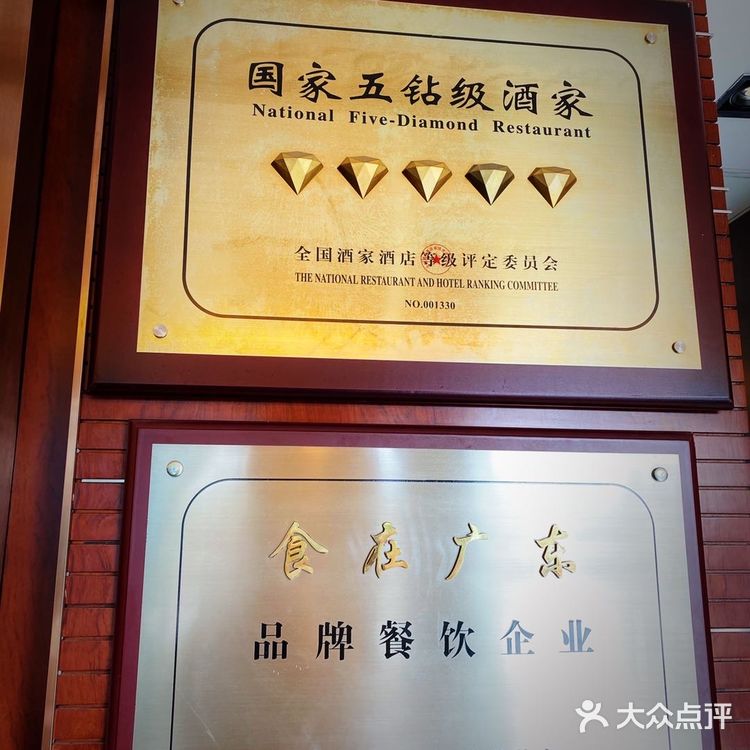 国家五钻级酒家
National Five-Diamond Restaurant
全国酒家酒店等级评定委员会
THE NATIONAL RESTAURANT AND HOTEL RANKING COMMITTEE
NO.001330
食在广东
品牌餐饮企业
大众点评